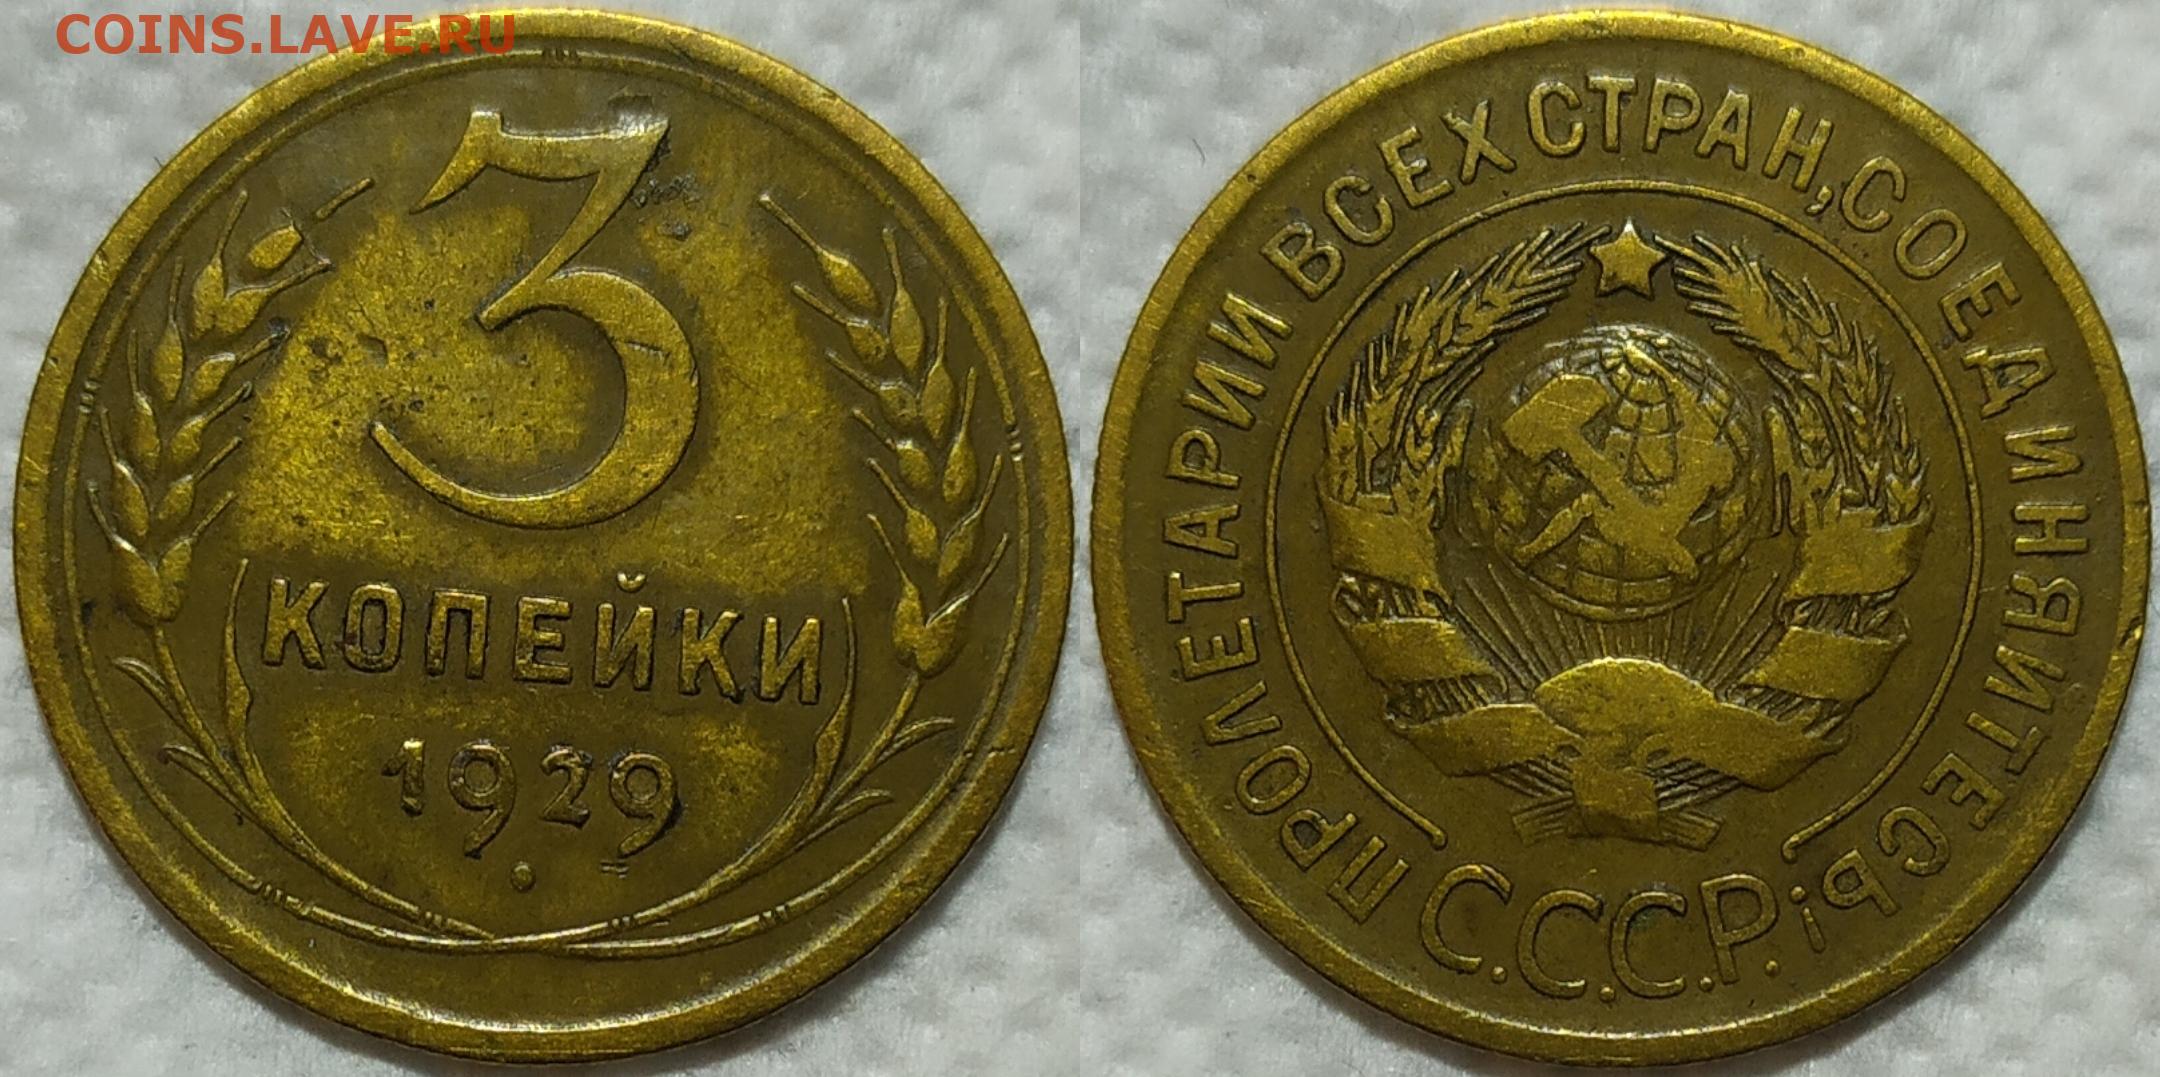 COINS.LAVE.RU
3
КОПЕЙКИ
1929
ПРОЛЕТАРИИ ВСЕХ СТРАН, СОЕДИНЯЙТЕСЬ!
С.С.С.Р.